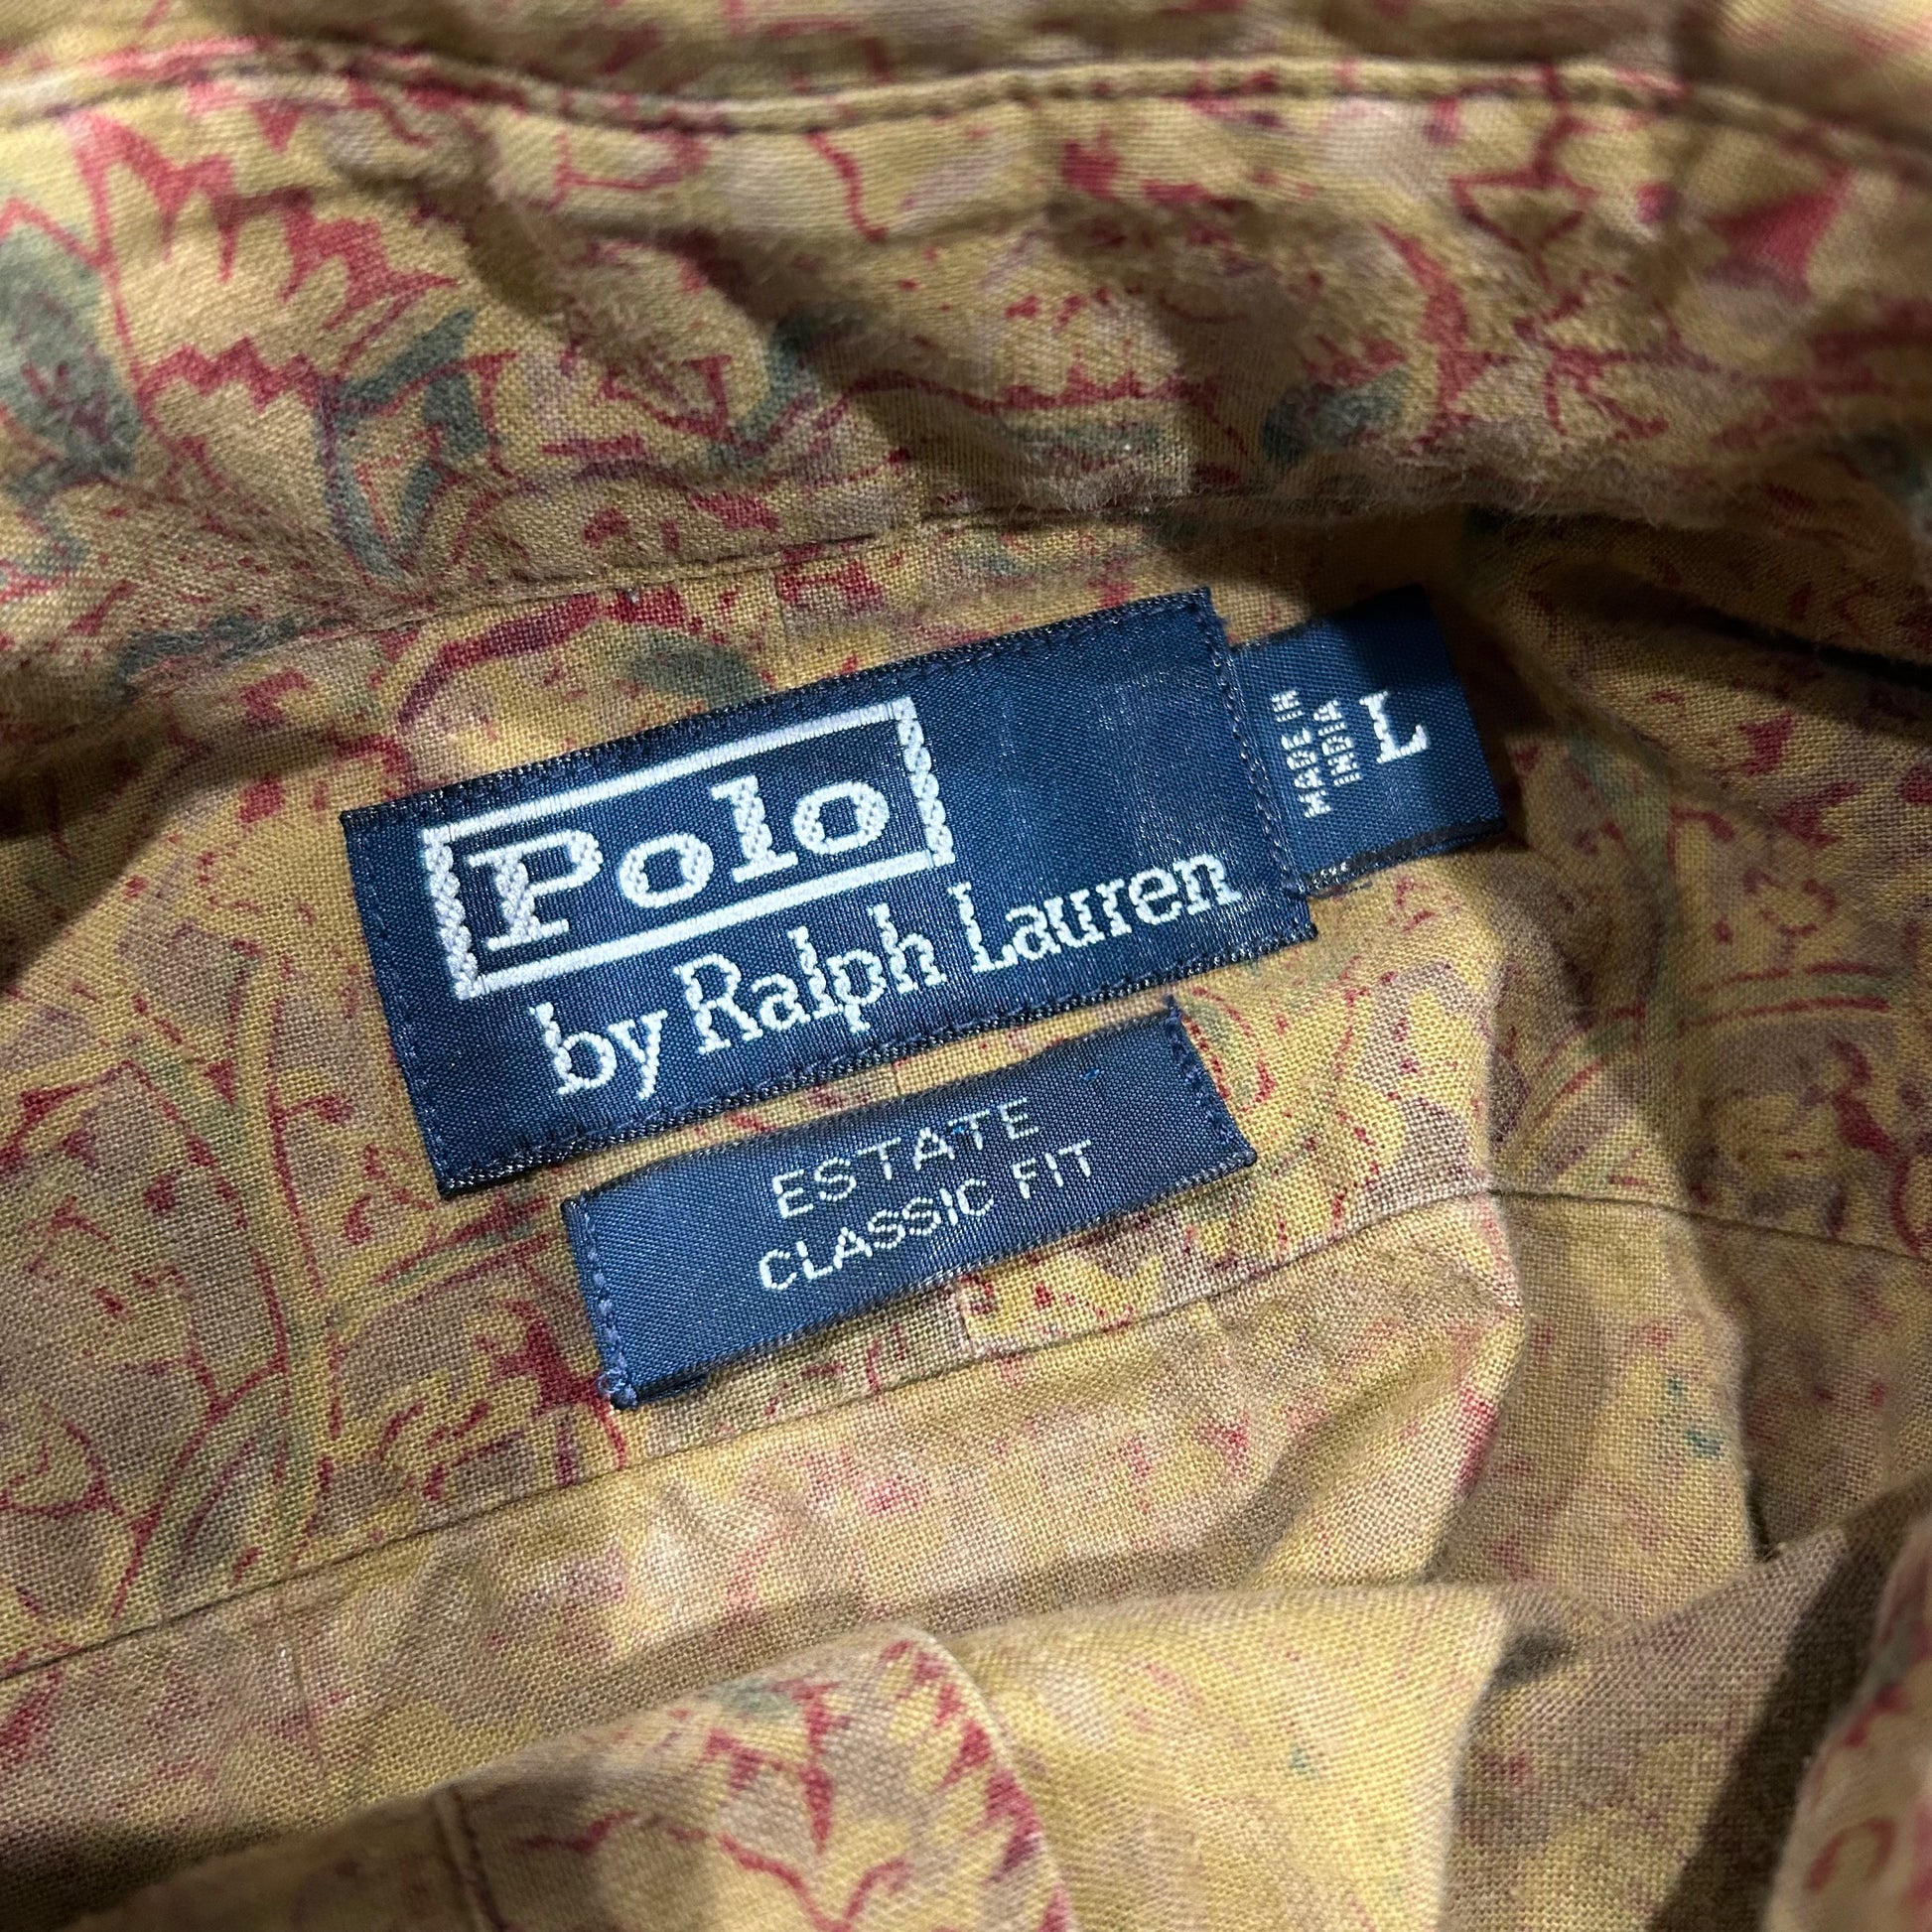 Polo
by Ralph Lauren
MADE IN
INDIA
L
ESTATE
CLASSIC FIT